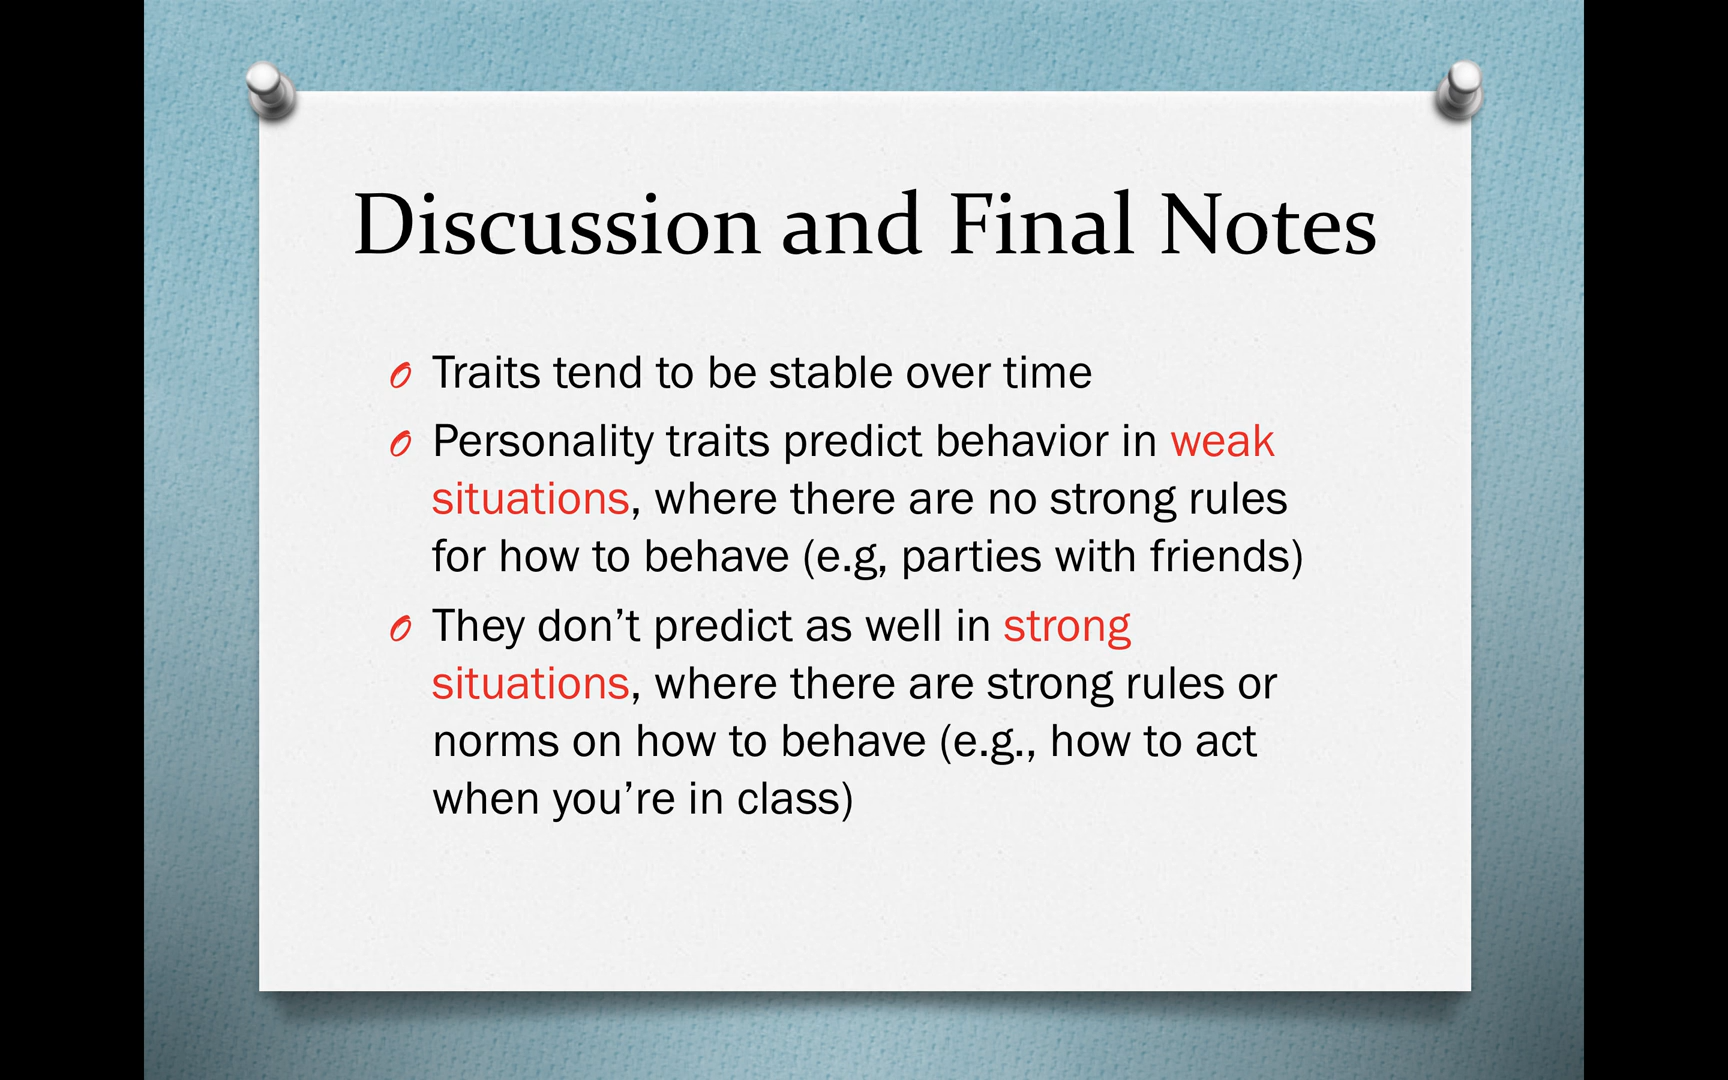 Discussion and Final Notes
Traits tend to be stable over time
Personality traits predict behavior in weak
situations, where there are no strong rules
for how to behave (e.g, parties with friends)
They don’t predict as well in strong
situations, where there are strong rules or
norms on how to behave (e.g., how to act
when you’re in class)